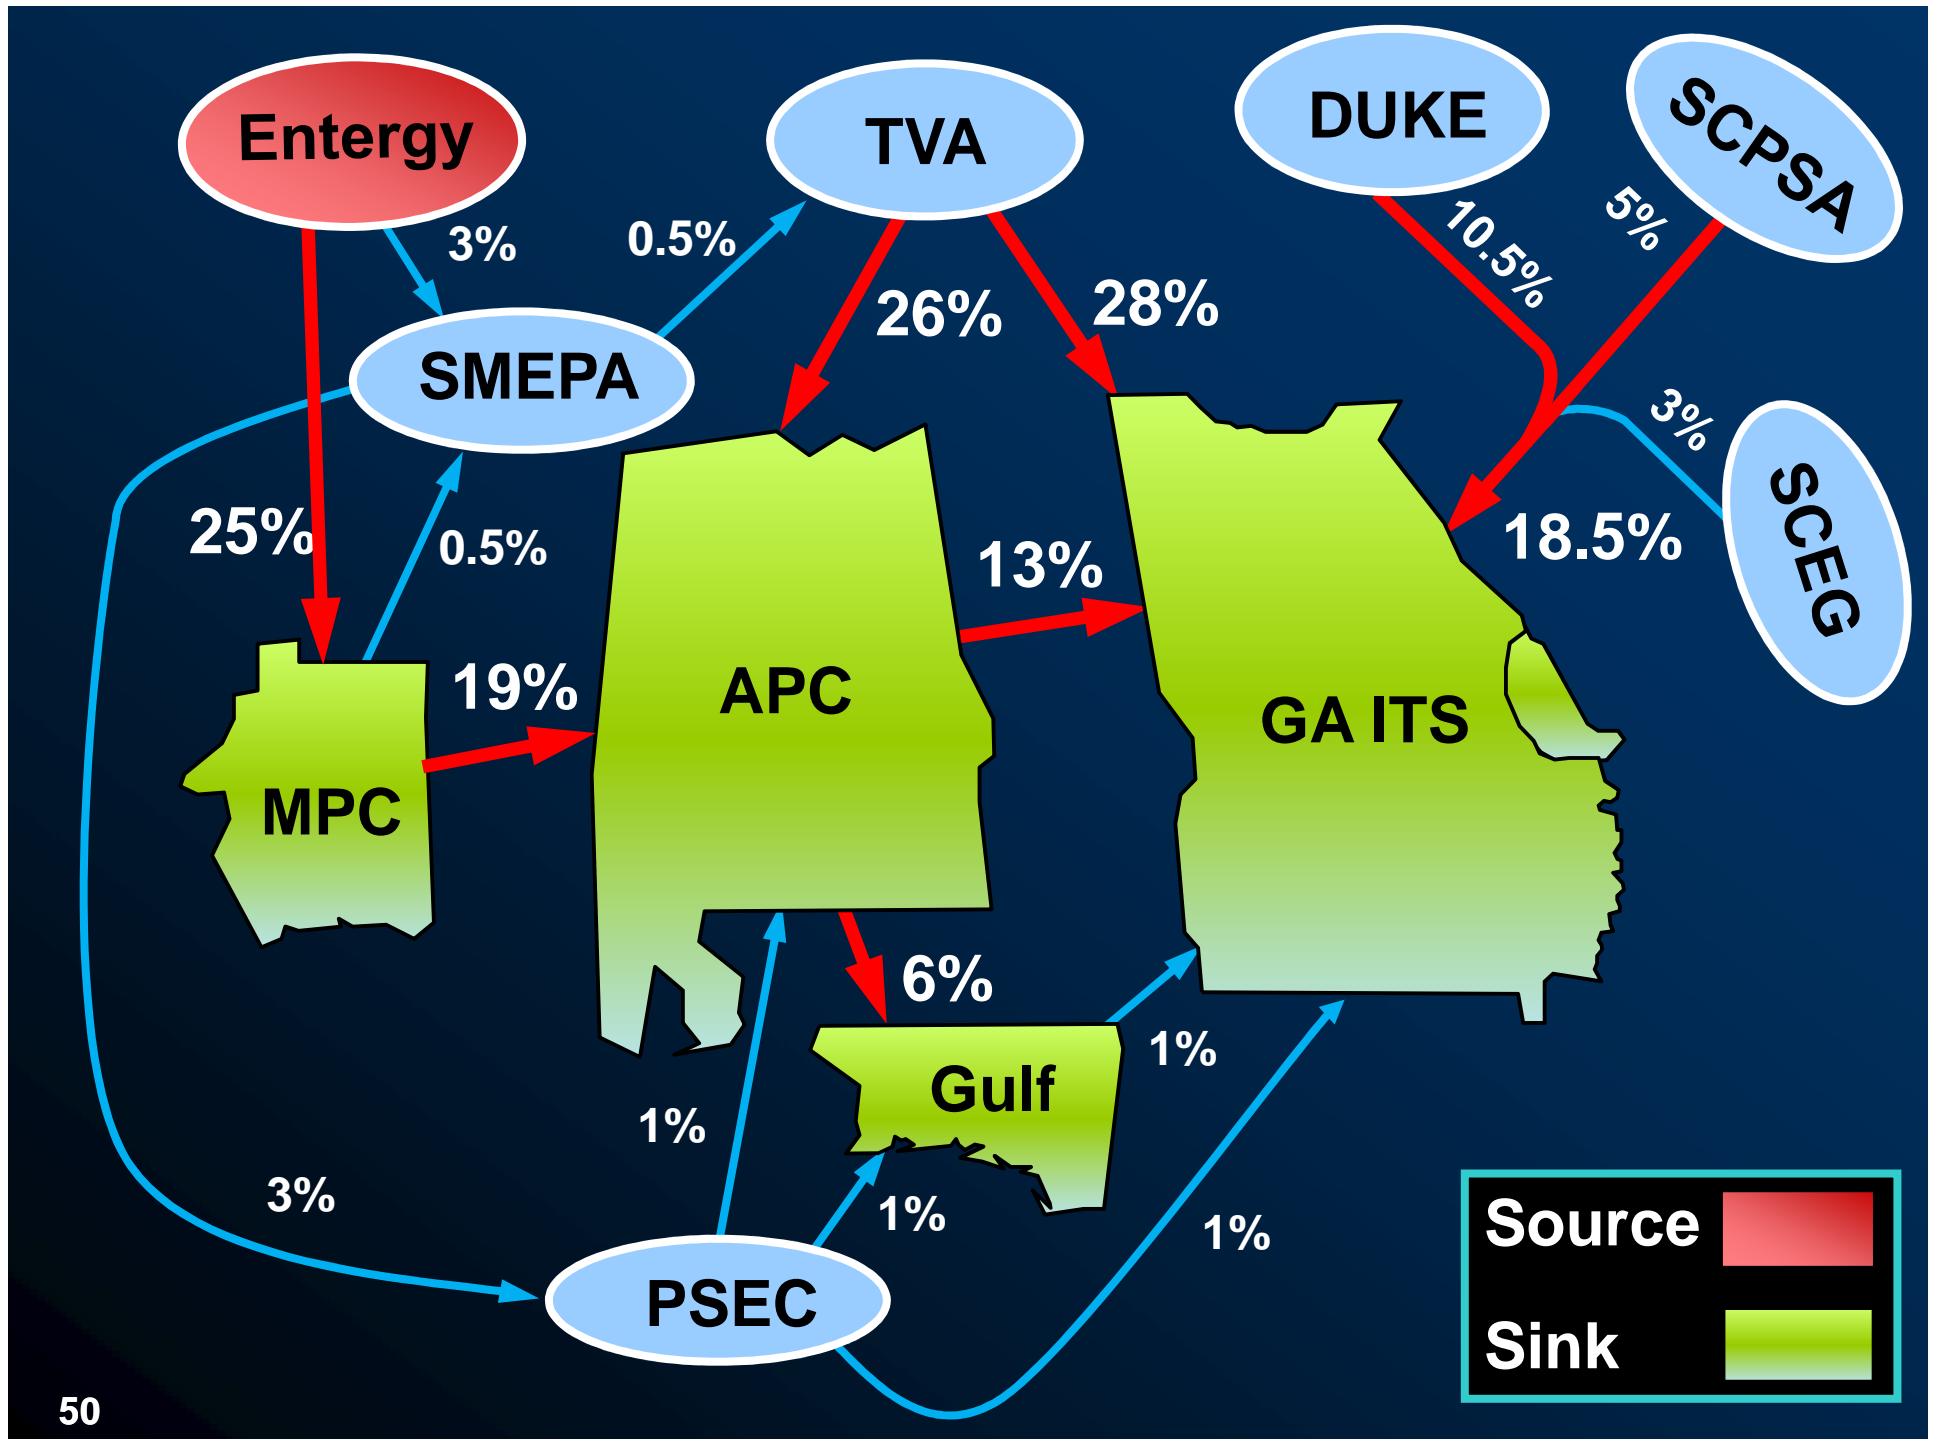 Entergy
TVA
DUKE
SCPSA
3%
0.5%
10.5%
5%
26%
28%
SMEPA
3%
25%
0.5%
13%
18.5%
SCEG
19%
APC
GA ITS
MPC
6%
1%
Gulf
1%
3%
1%
1%
PSEC
Source
Sink
50